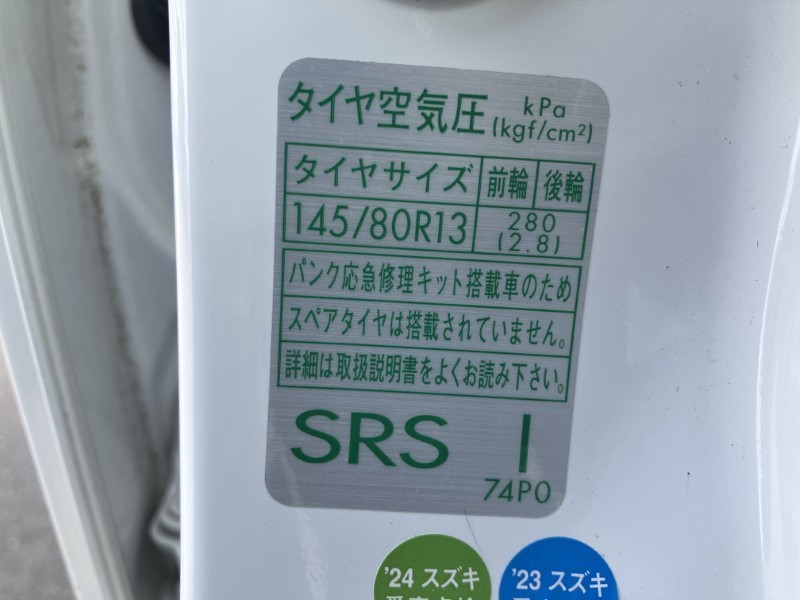 タイヤ空気圧 kPa
(kgf/cm²)
タイヤサイズ 前輪 後輪
145/80R13 280
(2.8)
パンク応急修理キット搭載車のため
スペアタイヤは搭載されていません。
詳細は取扱説明書をよくお読み下さい。
SRS I
74P0
'24 スズキ
'23 スズキ